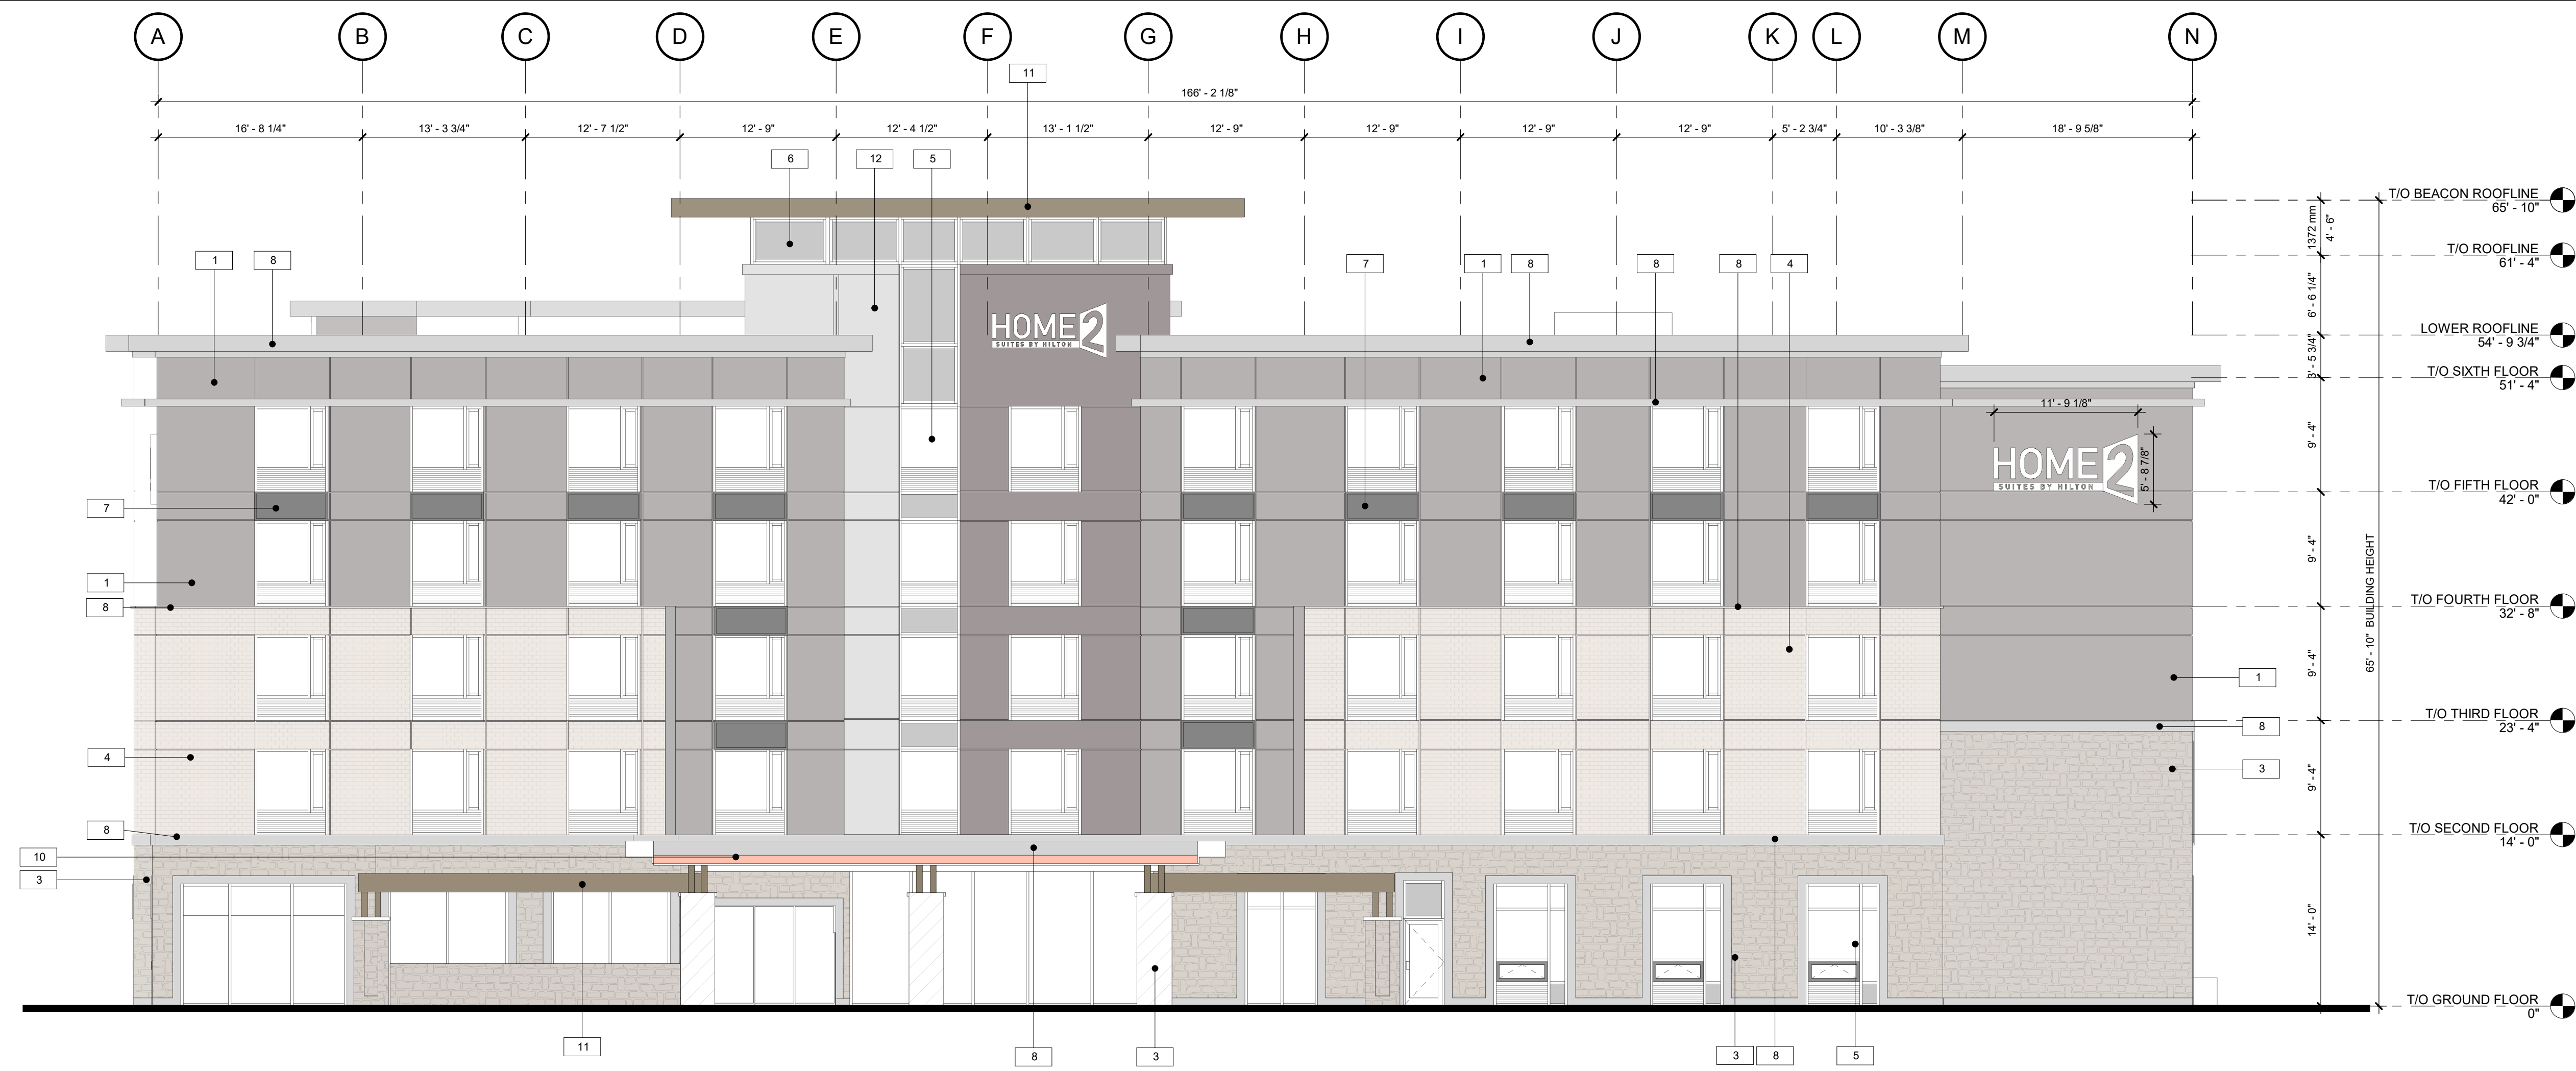 A B C D E F G H I J K L M N
11
166' - 2 1/8"
16' - 8 1/4" 13' - 3 3/4" 12' - 7 1/2" 12' - 9" 12' - 4 1/2" 13' - 1 1/2" 12' - 9" 12' - 9" 12' - 9" 12' - 9" 5' - 2 3/4" 10' - 3 3/8" 18' - 9 5/8"
6 12 5
T/O BEACON ROOFLINE
65' - 10"
1372 mm
4' - 6"
T/O ROOFLINE
61' - 4"
1 8 7 1 8 8 8 4
6' - 6 1/4"
HOME2
SUITES BY HILTON
LOWER ROOFLINE
54' - 9 3/4"
3' - 5 3/4"
T/O SIXTH FLOOR
51' - 4"
11' - 9 1/8"
9' - 4"
HOME2
SUITES BY HILTON
5' - 8 7/8"
T/O FIFTH FLOOR
42' - 0"
7
9' - 4"
65' - 10" BUILDING HEIGHT
1
8
T/O FOURTH FLOOR
32' - 8"
9' - 4"
1
T/O THIRD FLOOR
23' - 4"
8
4
3
9' - 4"
8
T/O SECOND FLOOR
14' - 0"
10
3
14' - 0"
T/O GROUND FLOOR
0"
11 8 3 3 8 5